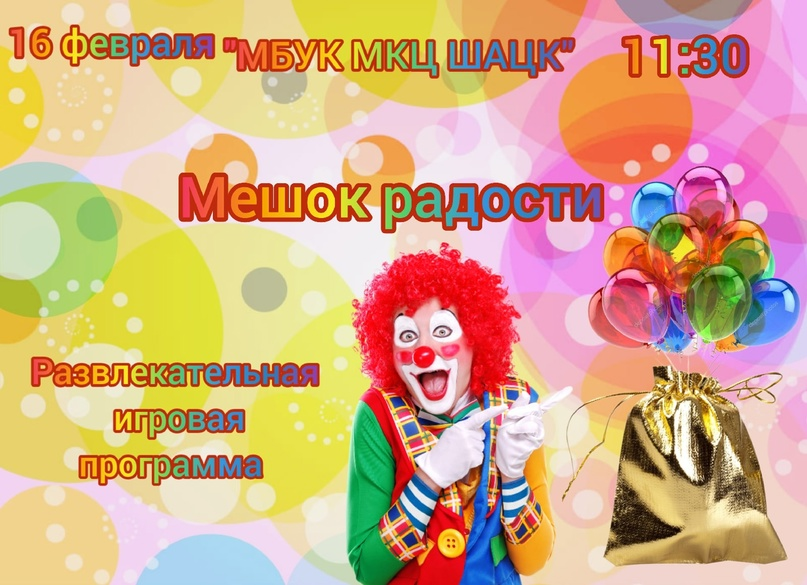 16 февраля "МБУК МКЦ ШАЦК" 11:30
Мешок радости
Развлекательная
игровая
программа